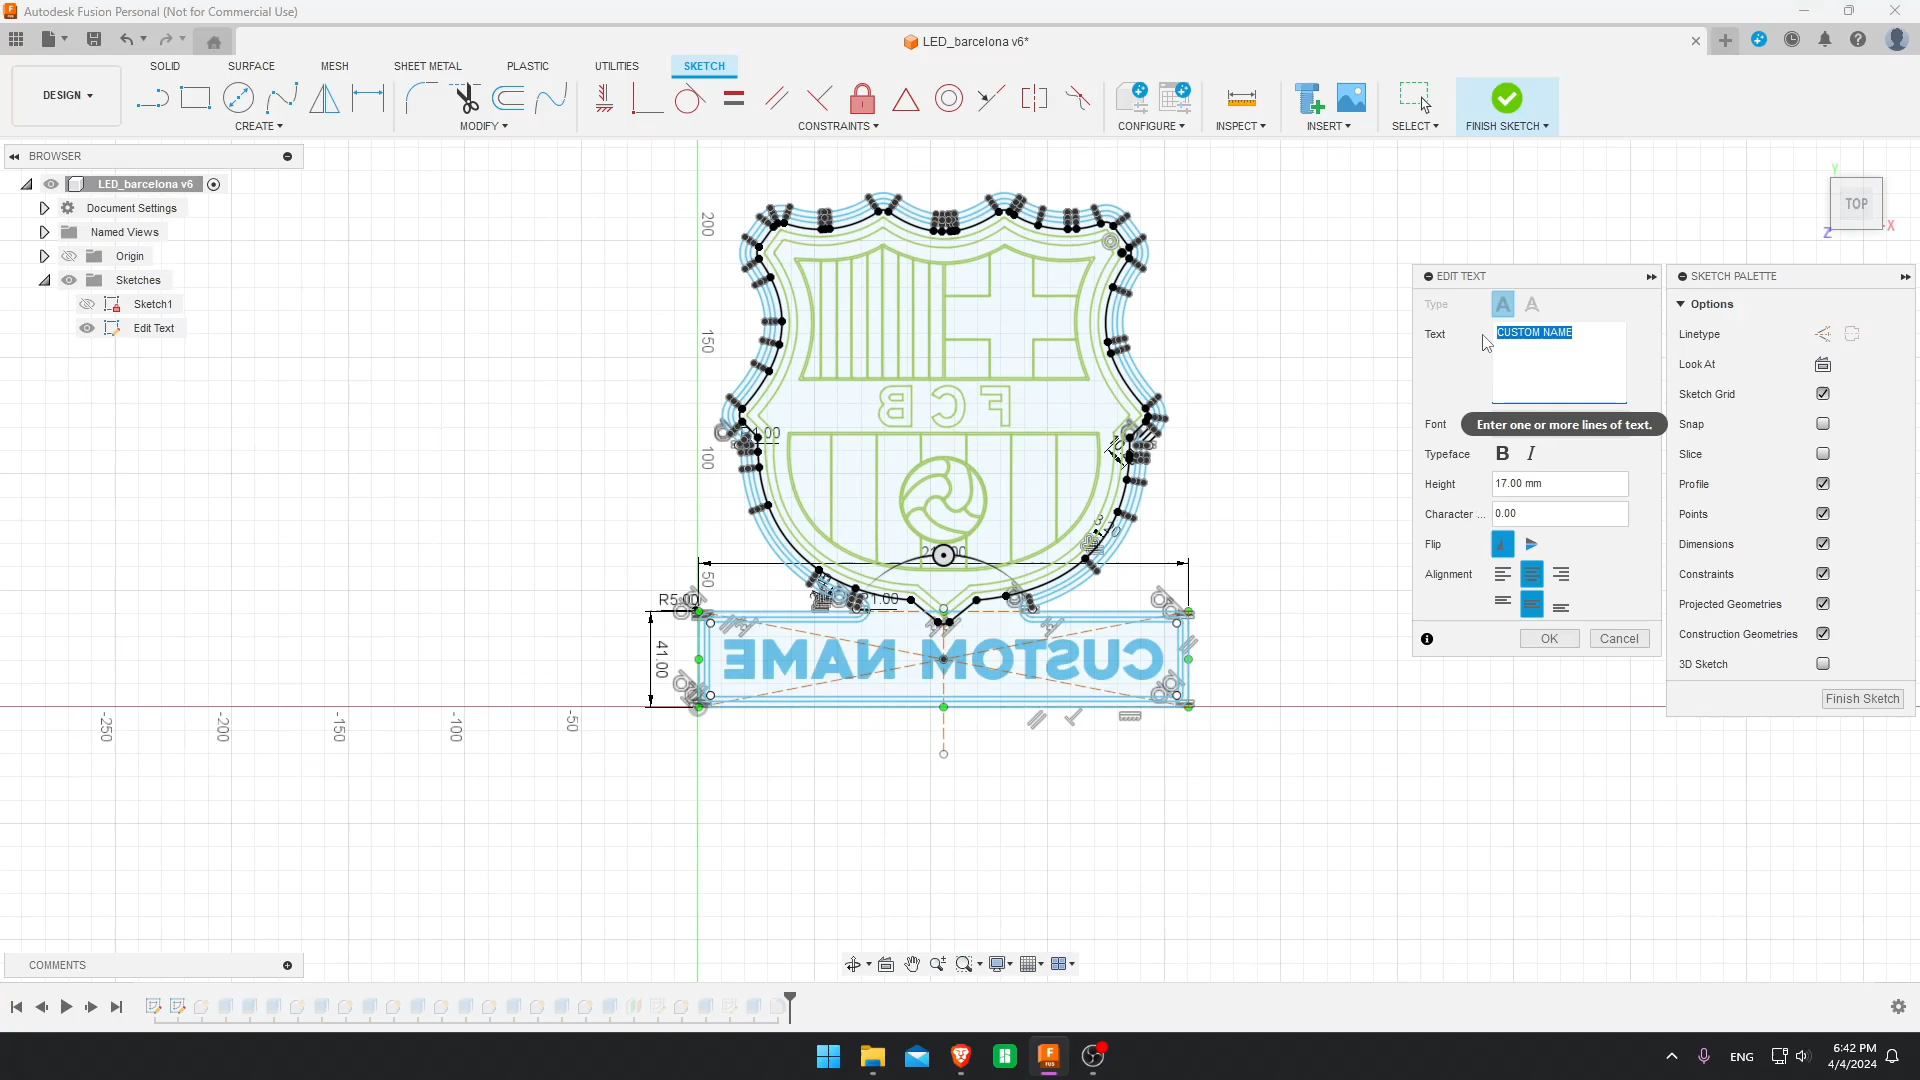 Autodesk Fusion Personal (Not for Commercial Use)
LED_barcelona v6*
SOLID SURFACE MESH SHEET METAL PLASTIC UTILITIES SKETCH
DESIGN
CREATE MODIFY CONSTRAINTS CONFIGURE INSPECT INSERT SELECT FINISH SKETCH
BROWSER
LED_barcelona v6
Document Settings
Named Views
Origin
Sketches
Sketch1
Edit Text
200
150
100
50
FCB
R5.00
41.00
CUSTOM NAME
-250 -200 -150 -100 -50
TOP
Y
X
Z
EDIT TEXT
Type
Text CUSTOM NAME
Font
Enter one or more lines of text.
Typeface B I
Height 17.00 mm
Character ... 0.00
Flip
Alignment
OK Cancel
SKETCH PALETTE
Options
Linetype
Look At
Sketch Grid
Snap
Slice
Profile
Points
Dimensions
Constraints
Projected Geometries
Construction Geometries
3D Sketch
Finish Sketch
COMMENTS
ENG
6:42 PM
4/4/2024